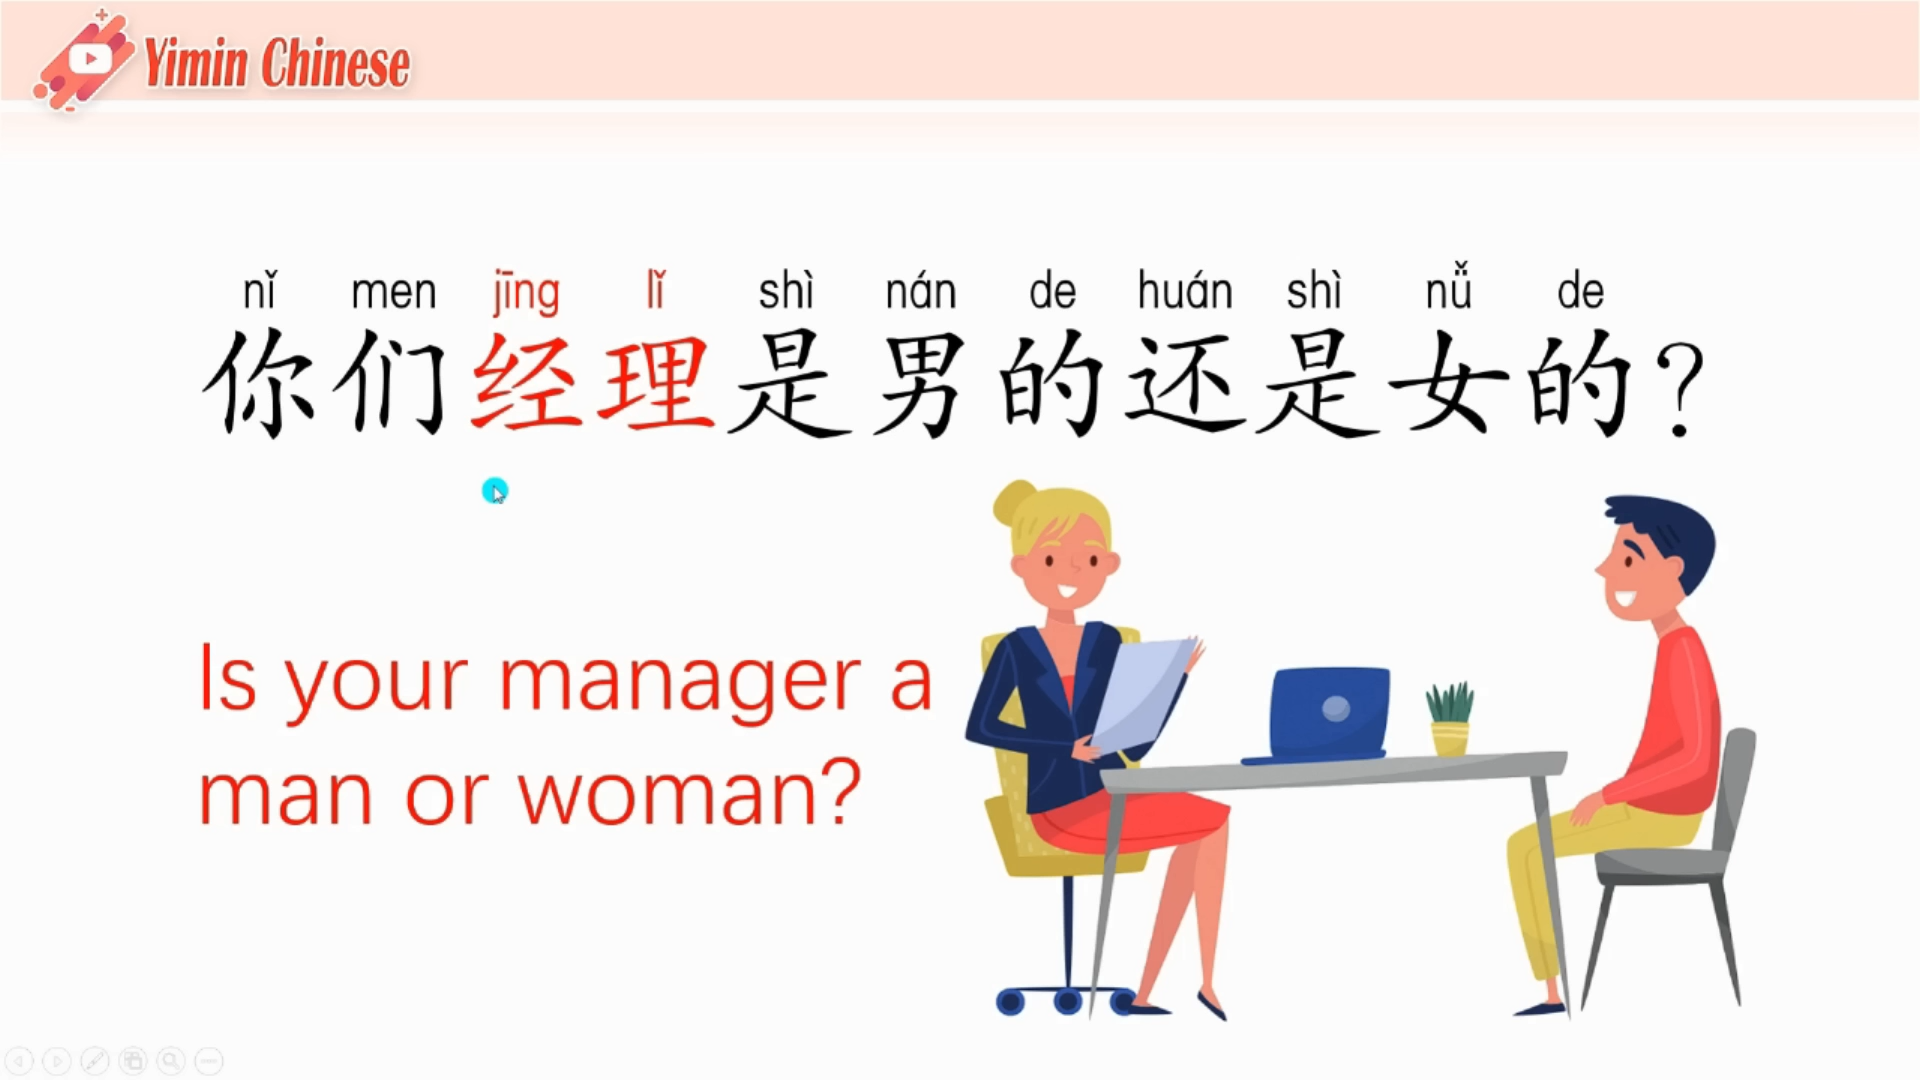 Yimin Chinese
nǐ men jīng lǐ shì nán de huán shì nǚ de
你们经理是男的还是女的？
Is your manager a
man or woman?